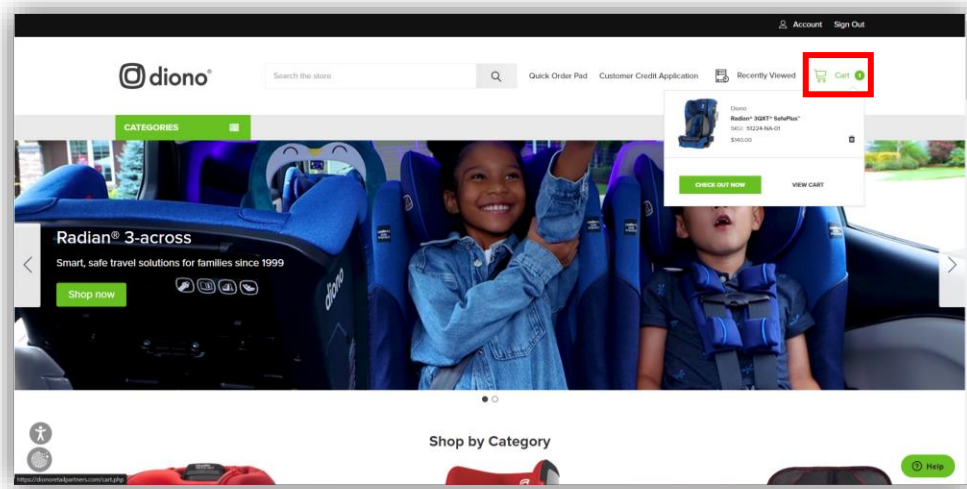 Account Sign Out
diono®
Search the store
Quick Order Pad Customer Credit Application Recently Viewed Cart 1
CATEGORIES
Diono
Radian® 3QXT® SafePlus™
SKU: 51224-NA-01
$140.00
CHECK OUT NOW VIEW CART
Radian® 3-across
Smart, safe travel solutions for families since 1999
Shop now
diono
Shop by Category
Help
https://dionoretailpartners.com/cart.php